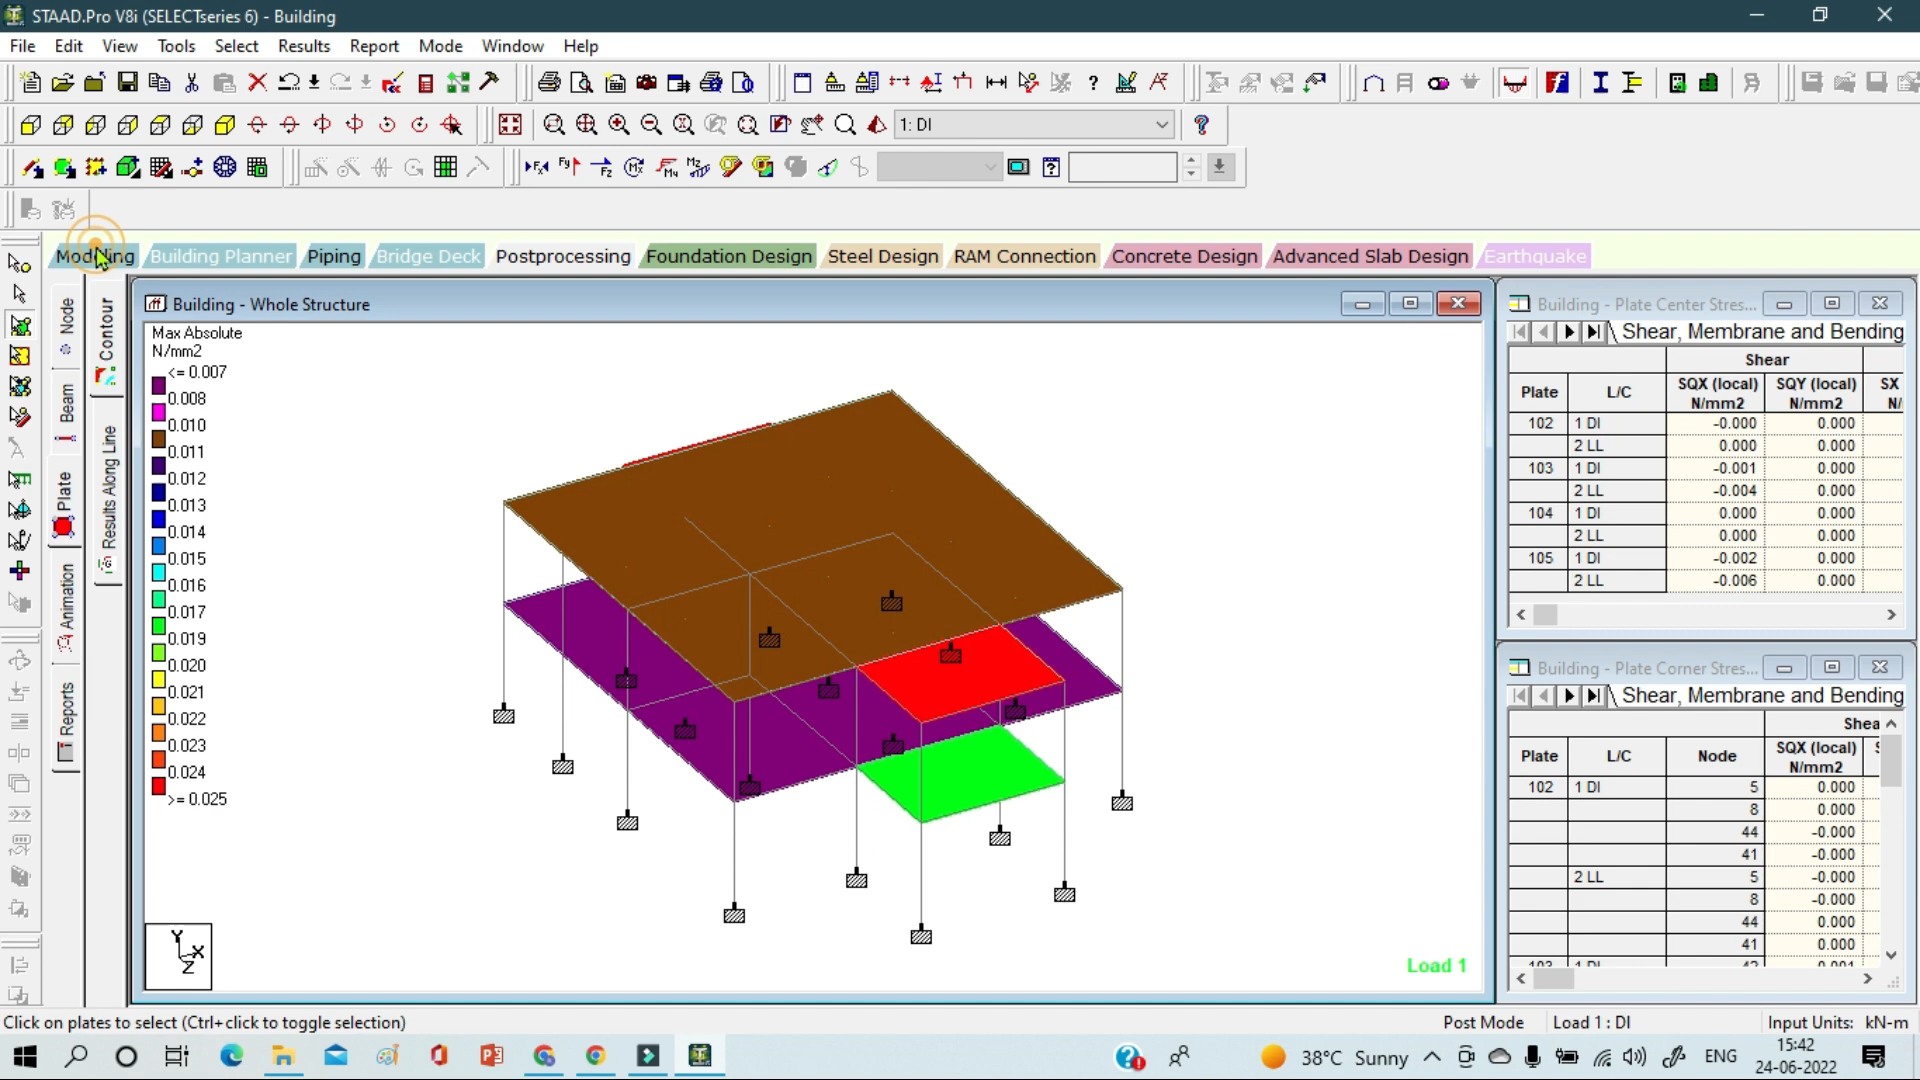 STAAD.Pro V8i (SELECTseries 6) - Building
File Edit View Tools Select Results Report Mode Window Help
1: DI
Modeling Building Planner Piping Bridge Deck Postprocessing Foundation Design Steel Design RAM Connection Concrete Design Advanced Slab Design Earthquake
Node
Beam
Plate
Animation
Reports
Contour
Results Along Line
Building - Whole Structure
Max Absolute
N/mm2
<= 0.007
0.008
0.010
0.011
0.012
0.013
0.014
0.015
0.016
0.017
0.019
0.020
0.021
0.022
0.023
0.024
>= 0.025
Y
X
Z
Load 1
Building - Plate Center Stres...
Shear, Membrane and Bending
Shear
Plate L/C SQX (local) N/mm2 SQY (local) N/mm2 SX N/
102 1 DI -0.000 0.000
2 LL 0.000 0.000
103 1 DI -0.001 0.000
2 LL -0.004 0.000
104 1 DI 0.000 0.000
2 LL 0.000 0.000
105 1 DI -0.002 0.000
2 LL -0.006 0.000
Building - Plate Corner Stres...
Shear, Membrane and Bending
Shea
Plate L/C Node SQX (local) N/mm2
102 1 DI 5 0.000
8 0.000
44 -0.000
41 -0.000
2 LL 5 -0.000
8 -0.000
44 0.000
41 0.000
Click on plates to select (Ctrl+click to toggle selection)
Post Mode Load 1 : DI Input Units: kN-m
38°C Sunny ENG 15:42
24-06-2022